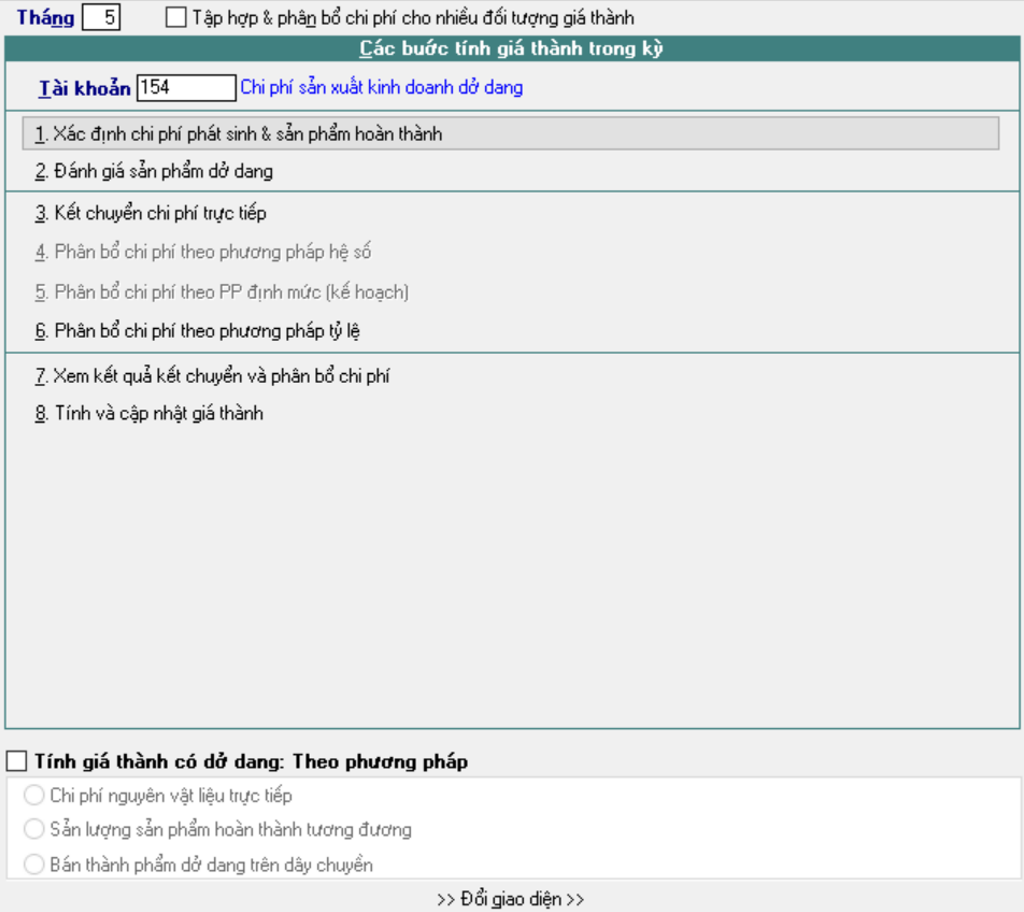 Tháng 5 Tập hợp & phân bổ chi phí cho nhiều đối tượng giá thành
Các bước tính giá thành trong kỳ
Tài khoản 154 Chi phí sản xuất kinh doanh dở dang
1. Xác định chi phí phát sinh & sản phẩm hoàn thành
2. Đánh giá sản phẩm dở dang
3. Kết chuyển chi phí trực tiếp
4. Phân bổ chi phí theo phương pháp hệ số
5. Phân bổ chi phí theo PP định mức (kế hoạch)
6. Phân bổ chi phí theo phương pháp tỷ lệ
7. Xem kết quả kết chuyển và phân bổ chi phí
8. Tính và cập nhật giá thành
Tính giá thành có dở dang: Theo phương pháp
Chi phí nguyên vật liệu trực tiếp
Sản lượng sản phẩm hoàn thành tương đương
Bán thành phẩm dở dang trên dây chuyền
>> Đổi giao diện >>